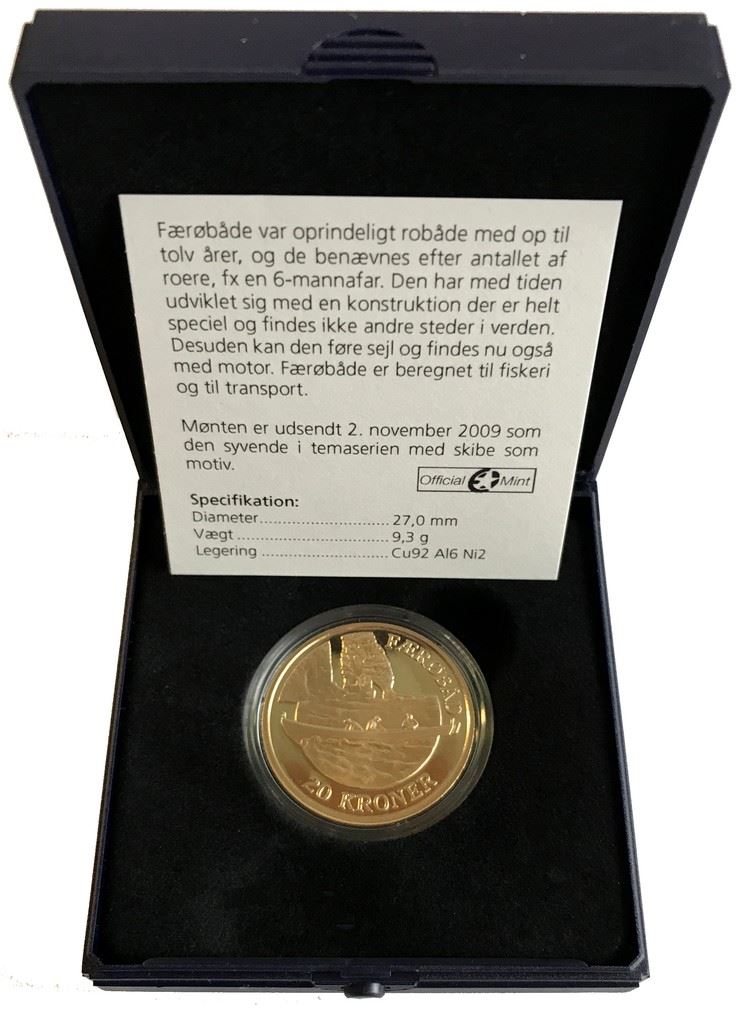 Færøbåde var oprindeligt robåde med op til
tolv årer, og de benævnes efter antallet af
roere, fx en 6-mannafar. Den har med tiden
udviklet sig med en konstruktion der er helt
speciel og findes ikke andre steder i verden.
Desuden kan den føre sejl og findes nu også
med motor. Færøbåde er beregnet til fiskeri
og til transport.
Mønten er udsendt 2. november 2009 som
den syvende i temaserien med skibe som
motiv.
Official Mint
Specifikation:
Diameter............................ 27,0 mm
Vægt ................................. 9,3 g
Legering ........................... Cu92 Al6 Ni2
FÆRØBÅD
20 KRONER